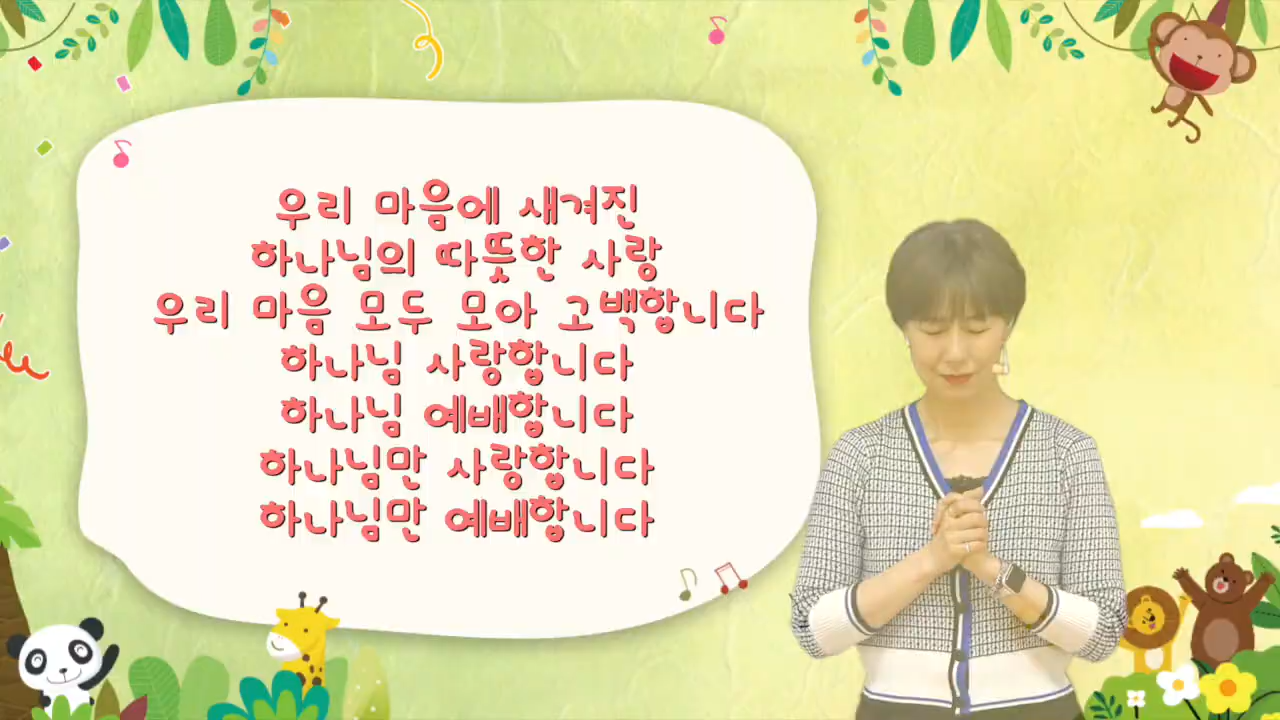 우리 마음에 새겨진
하나님의 따뜻한 사랑
우리 마음 모두 모아 고백합니다
하나님 사랑합니다
하나님 예배합니다
하나님만 사랑합니다
하나님만 예배합니다